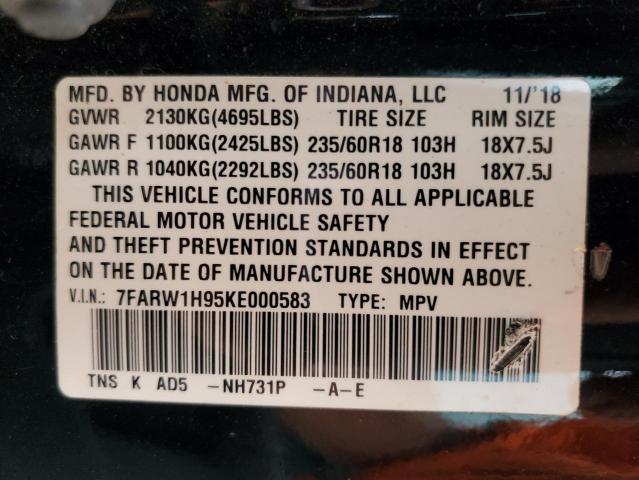 MFD. BY HONDA MFG. OF INDIANA, LLC 11/'18
GVWR 2130KG(4695LBS) TIRE SIZE RIM SIZE
GAWR F 1100KG(2425LBS) 235/60R18 103H 18X7.5J
GAWR R 1040KG(2292LBS) 235/60R18 103H 18X7.5J
THIS VEHICLE CONFORMS TO ALL APPLICABLE
FEDERAL MOTOR VEHICLE SAFETY
AND THEFT PREVENTION STANDARDS IN EFFECT
ON THE DATE OF MANUFACTURE SHOWN ABOVE.
V.I.N.: 7FARW1H95KE000583 TYPE: MPV
TNS K AD5 -NH731P -A-E